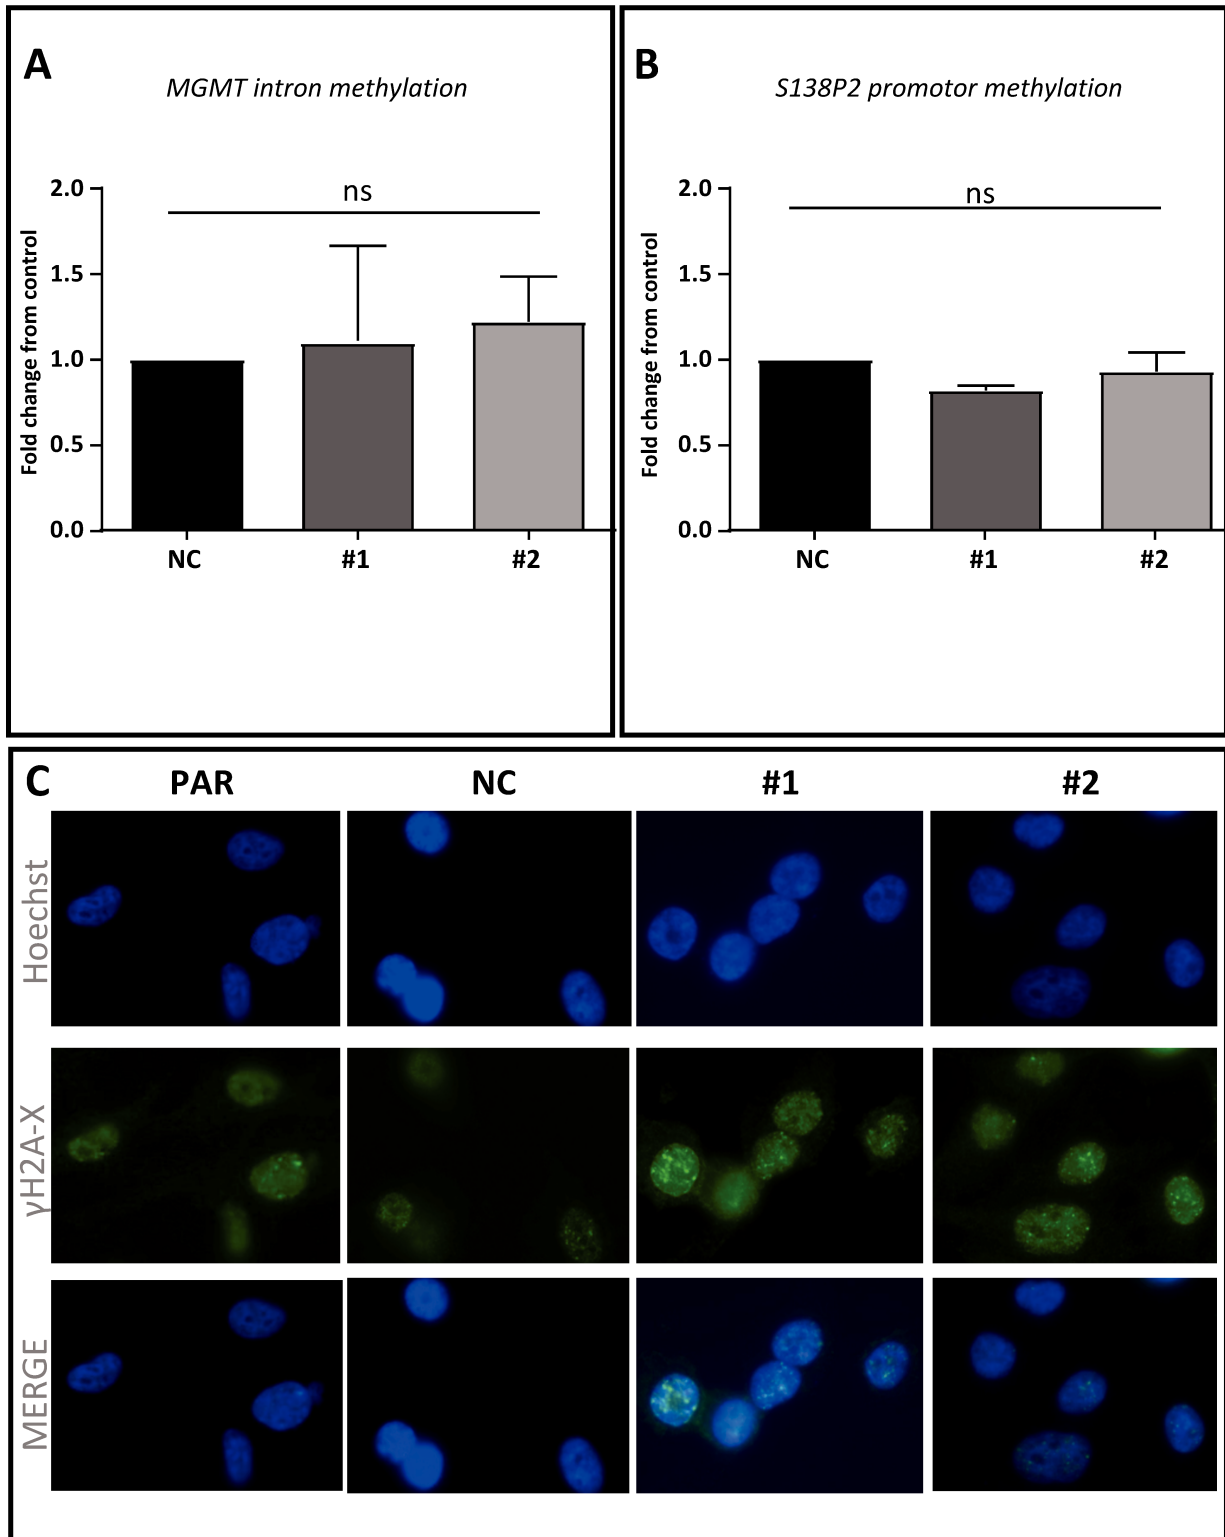 A
MGMT intron methylation
ns
Fold change from control
2.0
1.5
1.0
0.5
0.0
NC #1 #2
B
S138P2 promotor methylation
ns
Fold change from control
2.0
1.5
1.0
0.5
0.0
NC #1 #2
C
PAR NC #1 #2
Hoechst
γH2A-X
MERGE